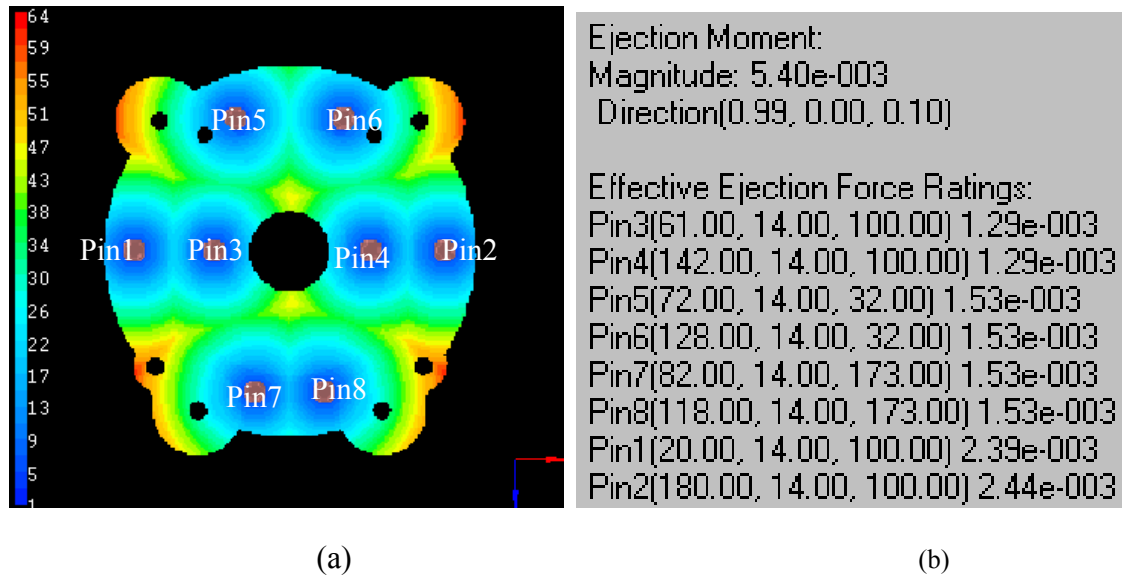 64
59
55
51
47
43
38
34
30
26
22
17
13
9
5
1
Pin5
Pin6
Pin1
Pin3
Pin4
Pin2
Pin7
Pin8
Ejection Moment:
Magnitude: 5.40e-003
Direction(0.99, 0.00, 0.10)
Effective Ejection Force Ratings:
Pin3(61.00, 14.00, 100.00) 1.29e-003
Pin4(142.00, 14.00, 100.00) 1.29e-003
Pin5(72.00, 14.00, 32.00) 1.53e-003
Pin6(128.00, 14.00, 32.00) 1.53e-003
Pin7(82.00, 14.00, 173.00) 1.53e-003
Pin8(118.00, 14.00, 173.00) 1.53e-003
Pin1(20.00, 14.00, 100.00) 2.39e-003
Pin2(180.00, 14.00, 100.00) 2.44e-003
(a)
(b)